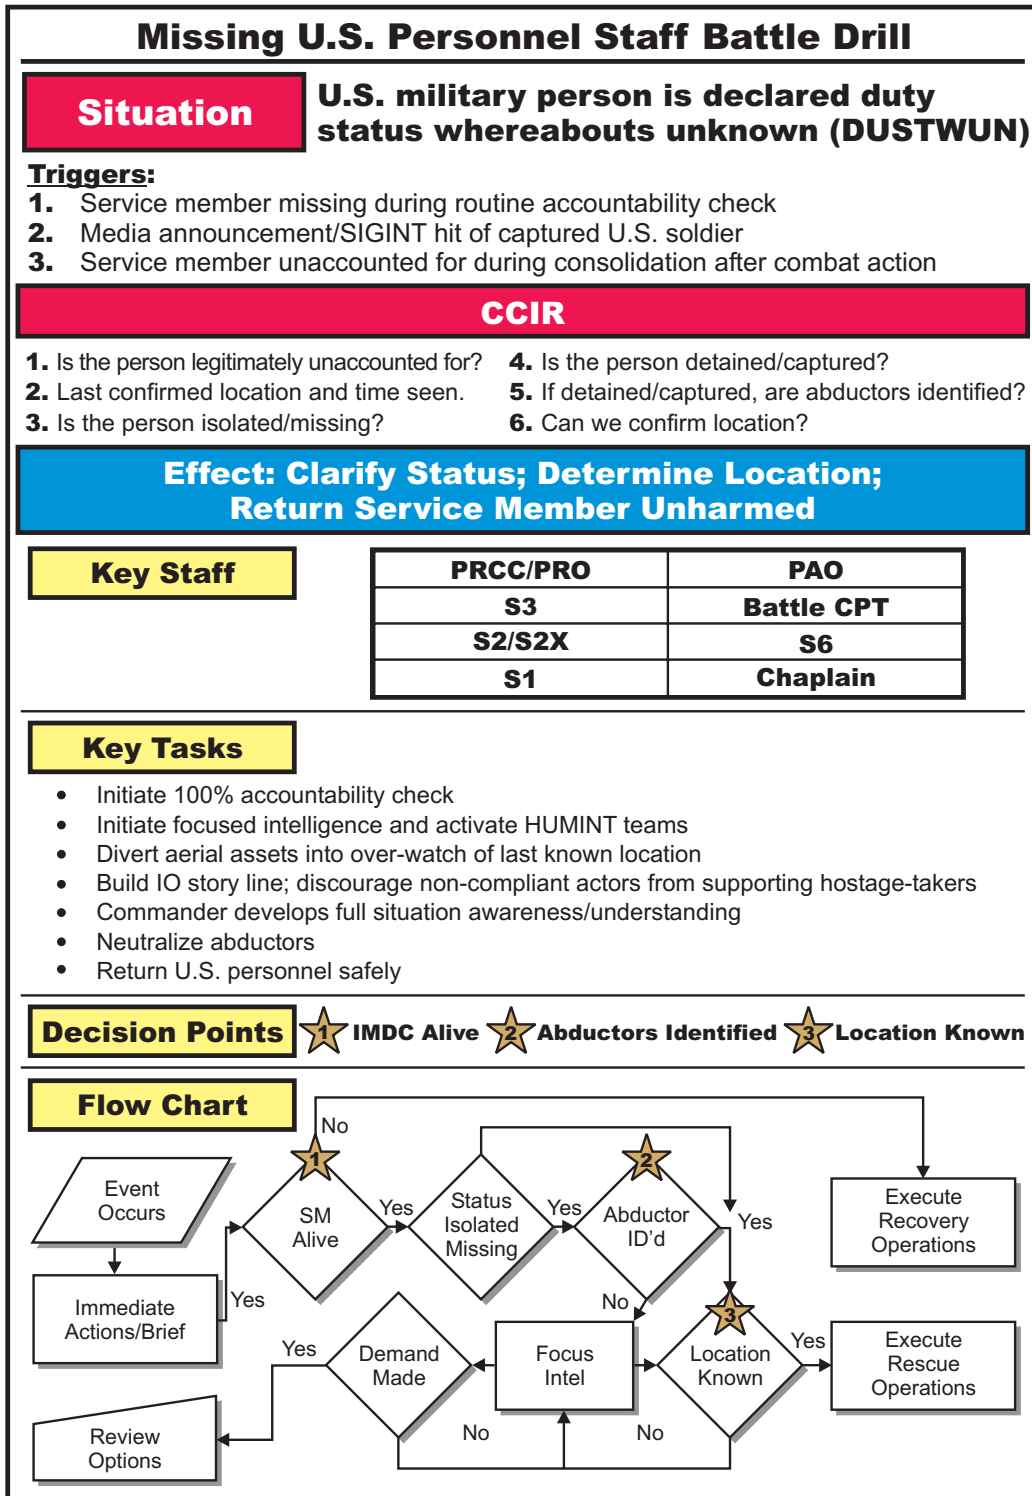 Missing U.S. Personnel Staff Battle Drill
Situation
U.S. military person is declared duty
status whereabouts unknown (DUSTWUN)
Triggers:
1. Service member missing during routine accountability check
2. Media announcement/SIGINT hit of captured U.S. soldier
3. Service member unaccounted for during consolidation after combat action
CCIR
1. Is the person legitimately unaccounted for?
2. Last confirmed location and time seen.
3. Is the person isolated/missing?
4. Is the person detained/captured?
5. If detained/captured, are abductors identified?
6. Can we confirm location?
Effect: Clarify Status; Determine Location;
Return Service Member Unharmed
Key Staff
PRCC/PRO PAO
S3 Battle CPT
S2/S2X S6
S1 Chaplain
Key Tasks
• Initiate 100% accountability check
• Initiate focused intelligence and activate HUMINT teams
• Divert aerial assets into over-watch of last known location
• Build IO story line; discourage non-compliant actors from supporting hostage-takers
• Commander develops full situation awareness/understanding
• Neutralize abductors
• Return U.S. personnel safely
Decision Points
1 IMDC Alive 2 Abductors Identified 3 Location Known
Flow Chart
Event
Occurs
Immediate
Actions/Brief
Yes
1
No
SM
Alive
Yes
Status
Isolated
Missing
Yes
2
Abductor
ID'd
Yes
No
Execute
Recovery
Operations
3
Location
Known
Yes
Execute
Rescue
Operations
No
Focus
Intel
Demand
Made
No
Yes
Review
Options